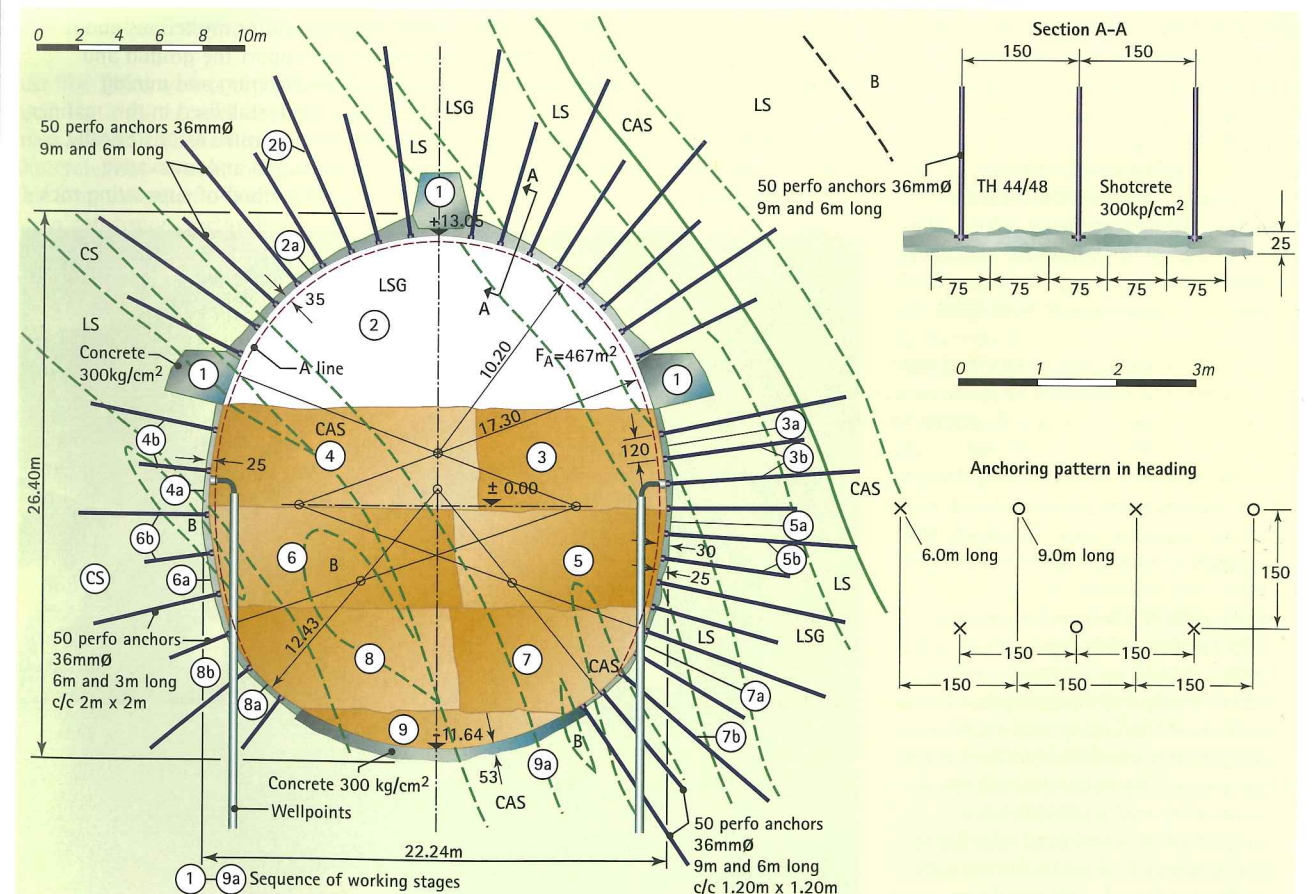 0 2 4 6 8 10m
50 perfo anchors 36mmØ
9m and 6m long
2b
2a
CS
LS
Concrete
300kg/cm²
1
35
A line
LSG
2
LS
LSG
1
+13.05
A
A
LS
CAS
LS
B
10.20
F_A=467m²
1
17.30
CAS
4
3
120
3a
3b
4b
25
4a
± 0.00
CAS
26.40m
B
6b
6a
CS
6
B
5
5a
30
5b
25
LS
LS
LSG
50 perfo anchors
36mmØ
6m and 3m long
c/c 2m x 2m
8b
8a
12.43
8
7
CAS
7a
7b
9
-11.64
B
9a
53
CAS
Concrete 300 kg/cm²
Wellpoints
50 perfo anchors
36mmØ
9m and 6m long
c/c 1.20m x 1.20m
22.24m
1 - 9a Sequence of working stages
Section A-A
150 150
50 perfo anchors 36mmØ
9m and 6m long
TH 44/48
Shotcrete
300kp/cm²
25
75 75 75 75 75
0 1 2 3m
Anchoring pattern in heading
6.0m long
9.0m long
150
150 150
150 150 150